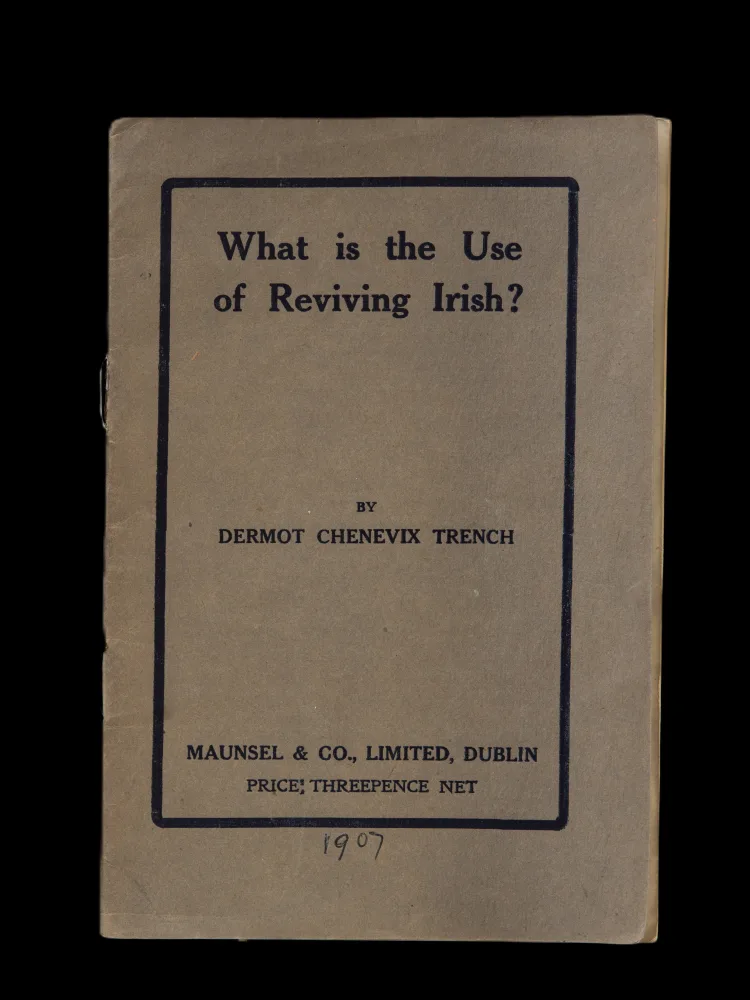 What is the Use
of Reviving Irish?
BY
DERMOT CHENEVIX TRENCH
MAUNSEL & CO., LIMITED, DUBLIN
PRICE: THREEPENCE NET
1907